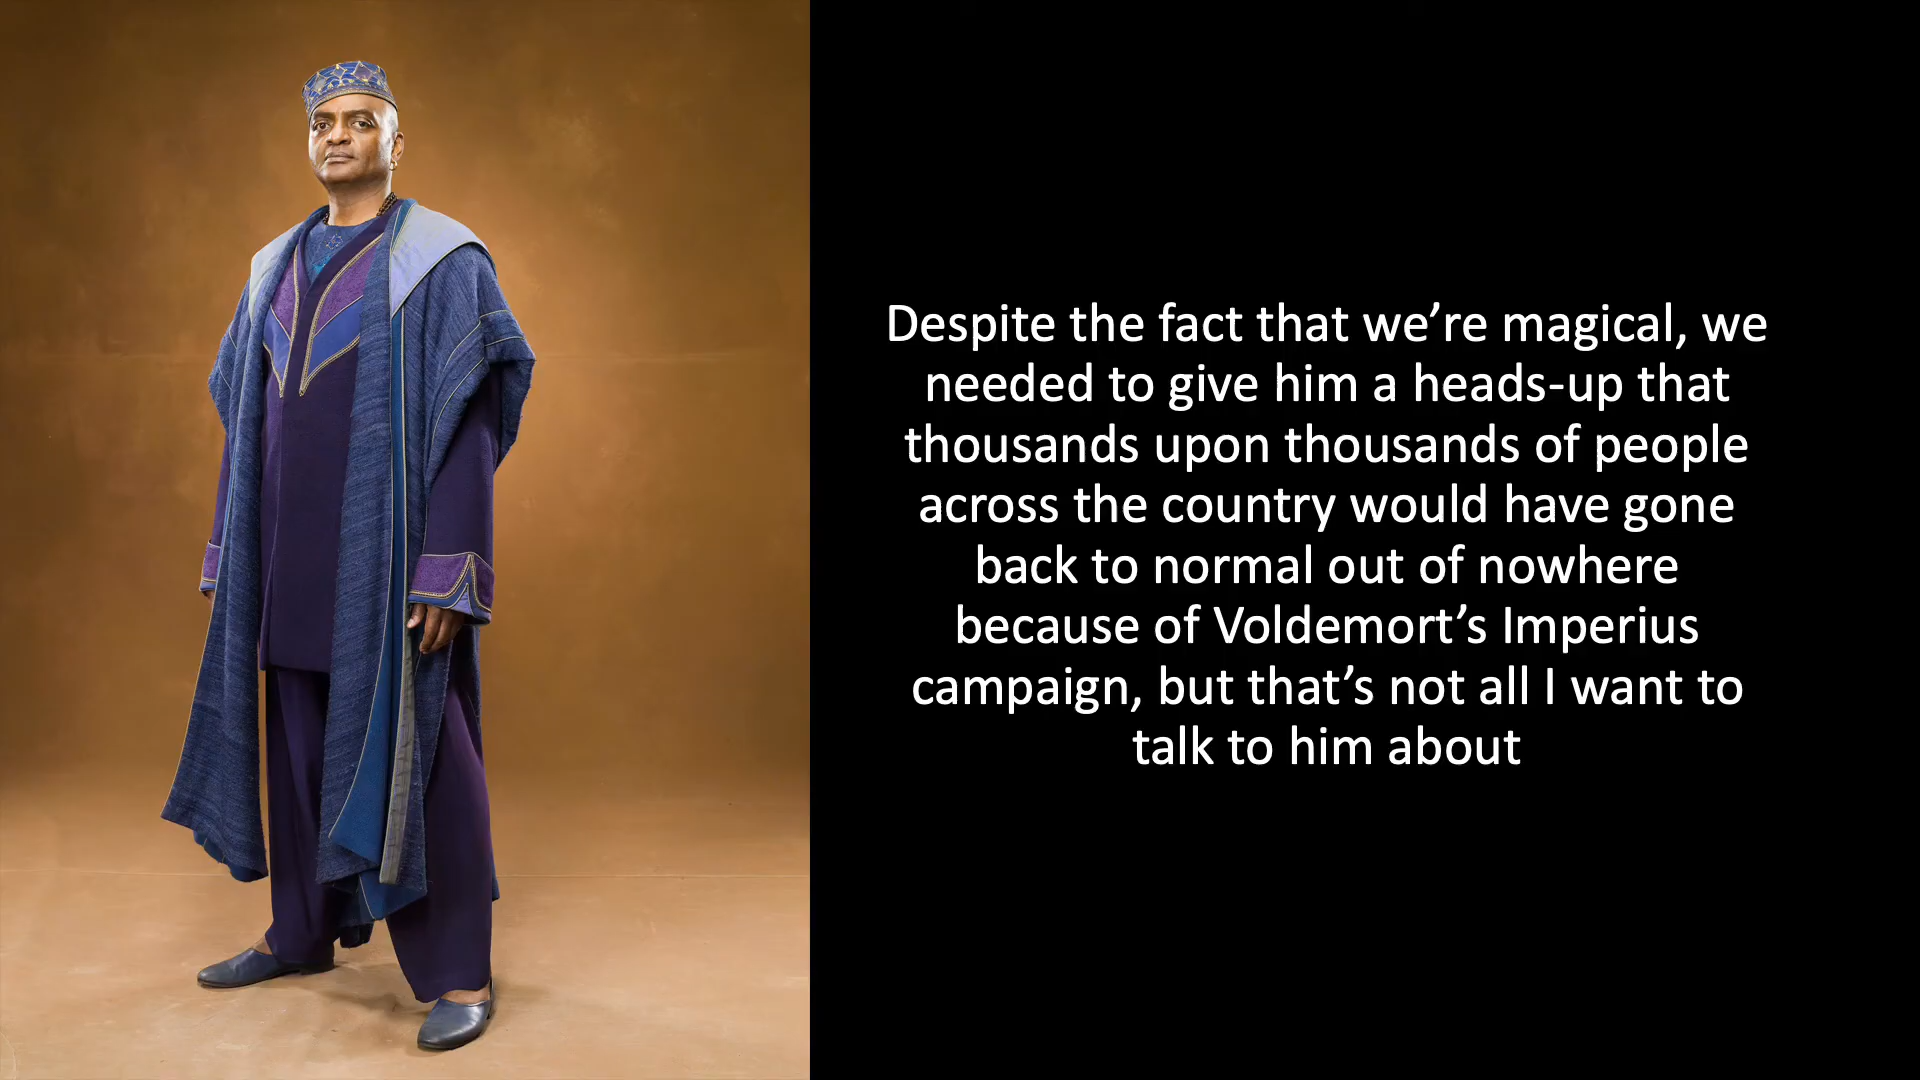 Despite the fact that we’re magical, we
needed to give him a heads-up that
thousands upon thousands of people
across the country would have gone
back to normal out of nowhere
because of Voldemort’s Imperius
campaign, but that’s not all I want to
talk to him about